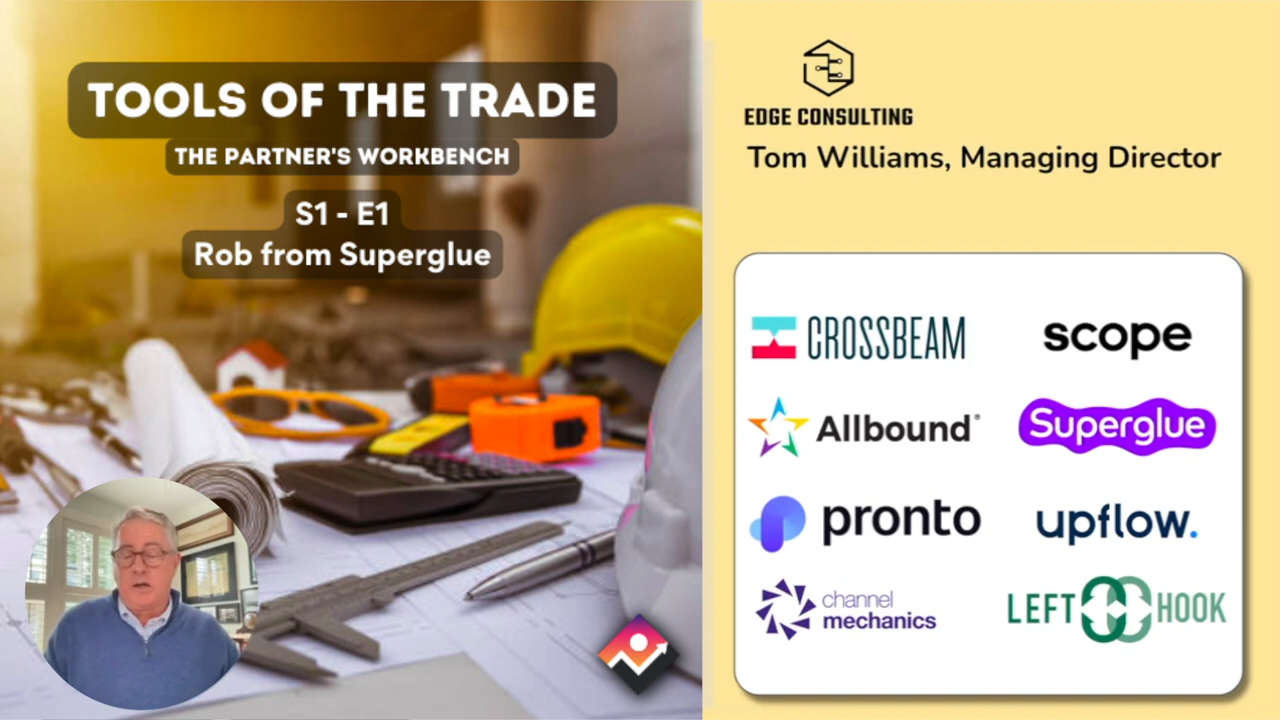 TOOLS OF THE TRADE
THE PARTNER'S WORKBENCH
S1 - E1
Rob from Superglue
EDGE CONSULTING
Tom Williams, Managing Director
CROSSBEAM
scope
Allbound®
Superglue
pronto
upflow.
channel
mechanics
LEFT HOOK